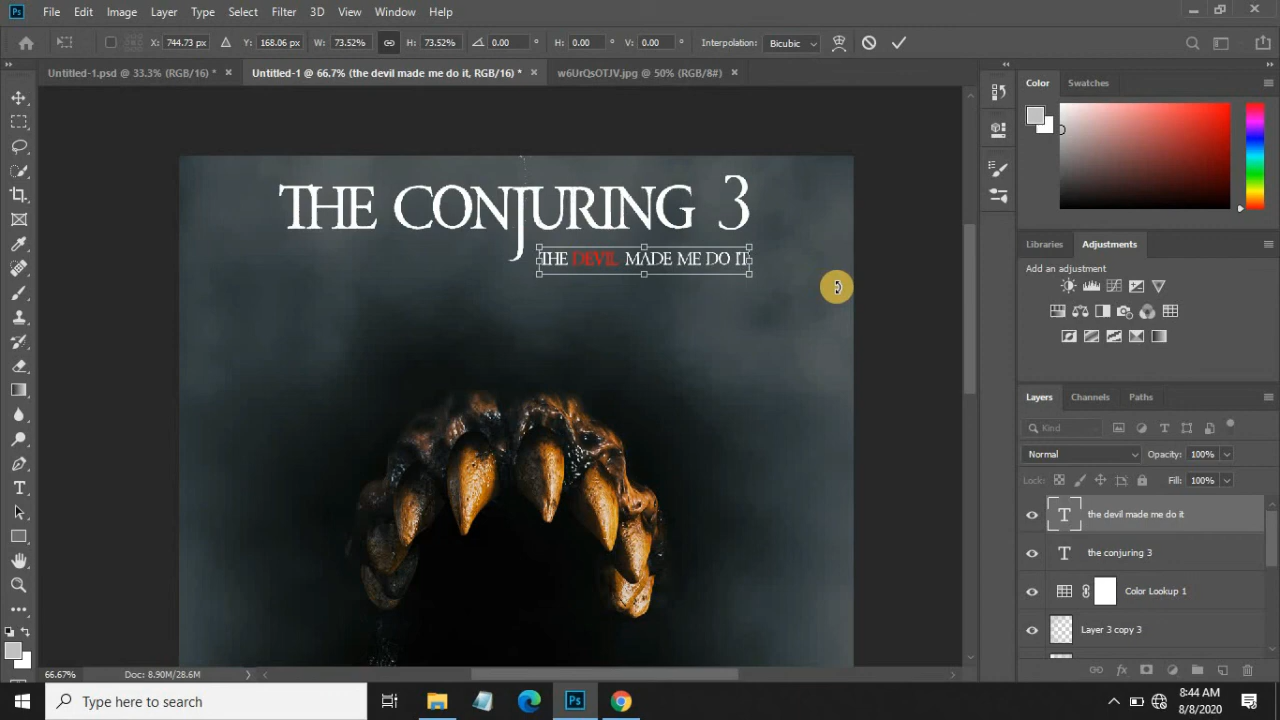 File Edit Image Layer Type Select Filter 3D View Window Help
X: 744.73 px Y: 168.06 px W: 73.52% H: 73.52% 0.00 ° H: 0.00 ° V: 0.00 ° Interpolation: Bicubic
Untitled-1.psd @ 33.3% (RGB/16) * Untitled-1 @ 66.7% (the devil made me do it, RGB/16) * w6UrQsOTJV.jpg @ 50% (RGB/8#)
THE CONJURING 3
THE DEVIL MADE ME DO IT
Color Swatches
Libraries Adjustments
Add an adjustment
Layers Channels Paths
Kind
Normal Opacity: 100%
Lock: Fill: 100%
the devil made me do it
the conjuring 3
Color Lookup 1
Layer 3 copy 3
66.67% Doc: 8.90M/28.6M
Type here to search
8:44 AM
8/8/2020